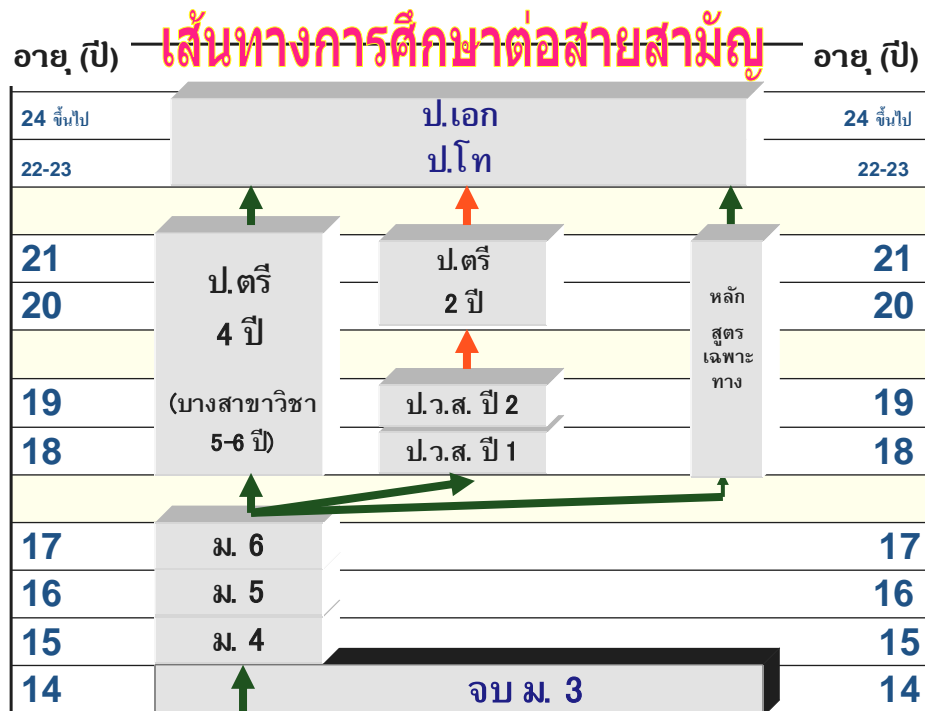 เส้นทางการศึกษาต่อสายสามัญ
อายุ (ปี)
อายุ (ปี)
24 ขึ้นไป
ป.เอก
24 ขึ้นไป
22-23
ป.โท
22-23
21
ป.ตรี
ป.ตรี
21
20
4 ปี
2 ปี
หลัก
สูตร
เฉพาะ
ทาง
20
19
(บางสาขาวิชา
5-6 ปี)
ป.ว.ส. ปี 2
19
18
ป.ว.ส. ปี 1
18
17
ม. 6
17
16
ม. 5
16
15
ม. 4
15
14
จบ ม. 3
14